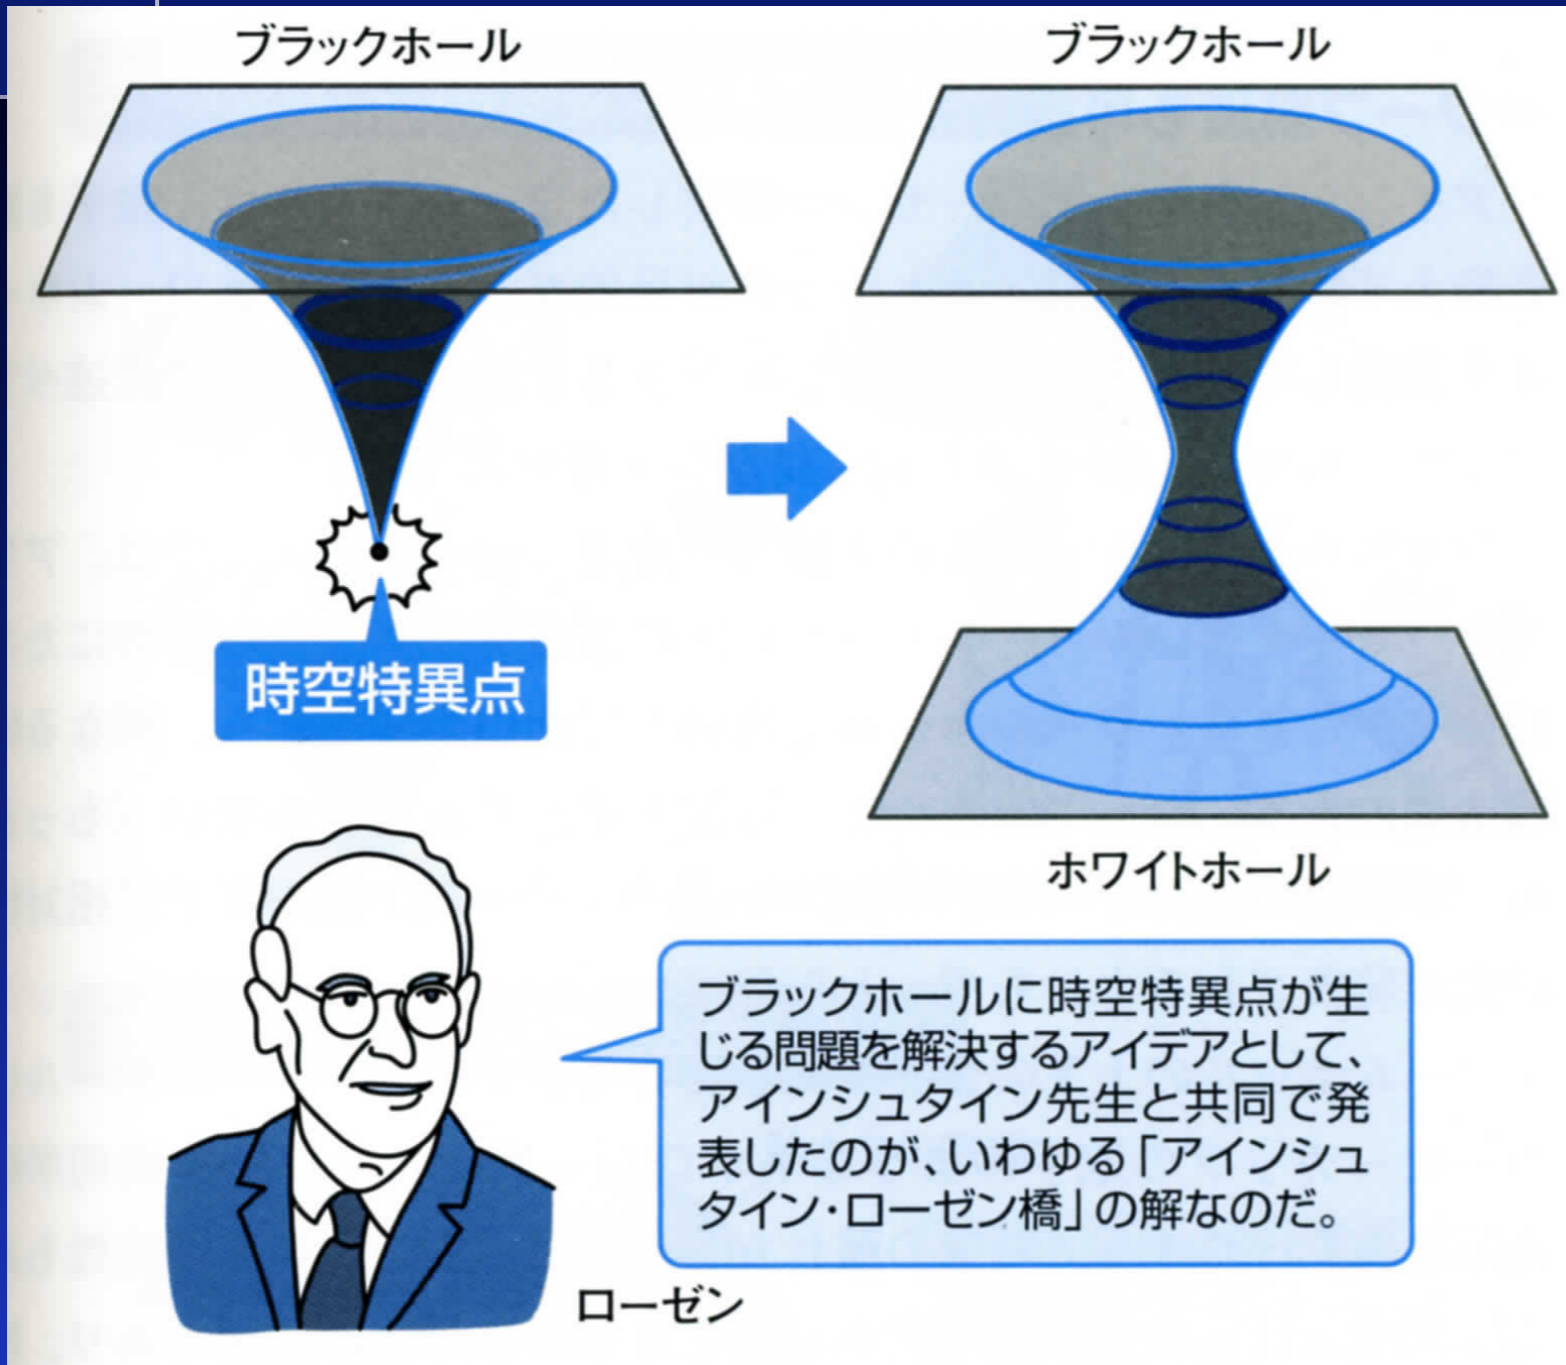 ブラックホール
ブラックホール
時空特異点
ホワイトホール
ブラックホールに時空特異点が生
じる問題を解決するアイデアとして、
アインシュタイン先生と共同で発
表したのが、いわゆる「アインシュ
タイン・ローゼン橋」の解なのだ。
ローゼン